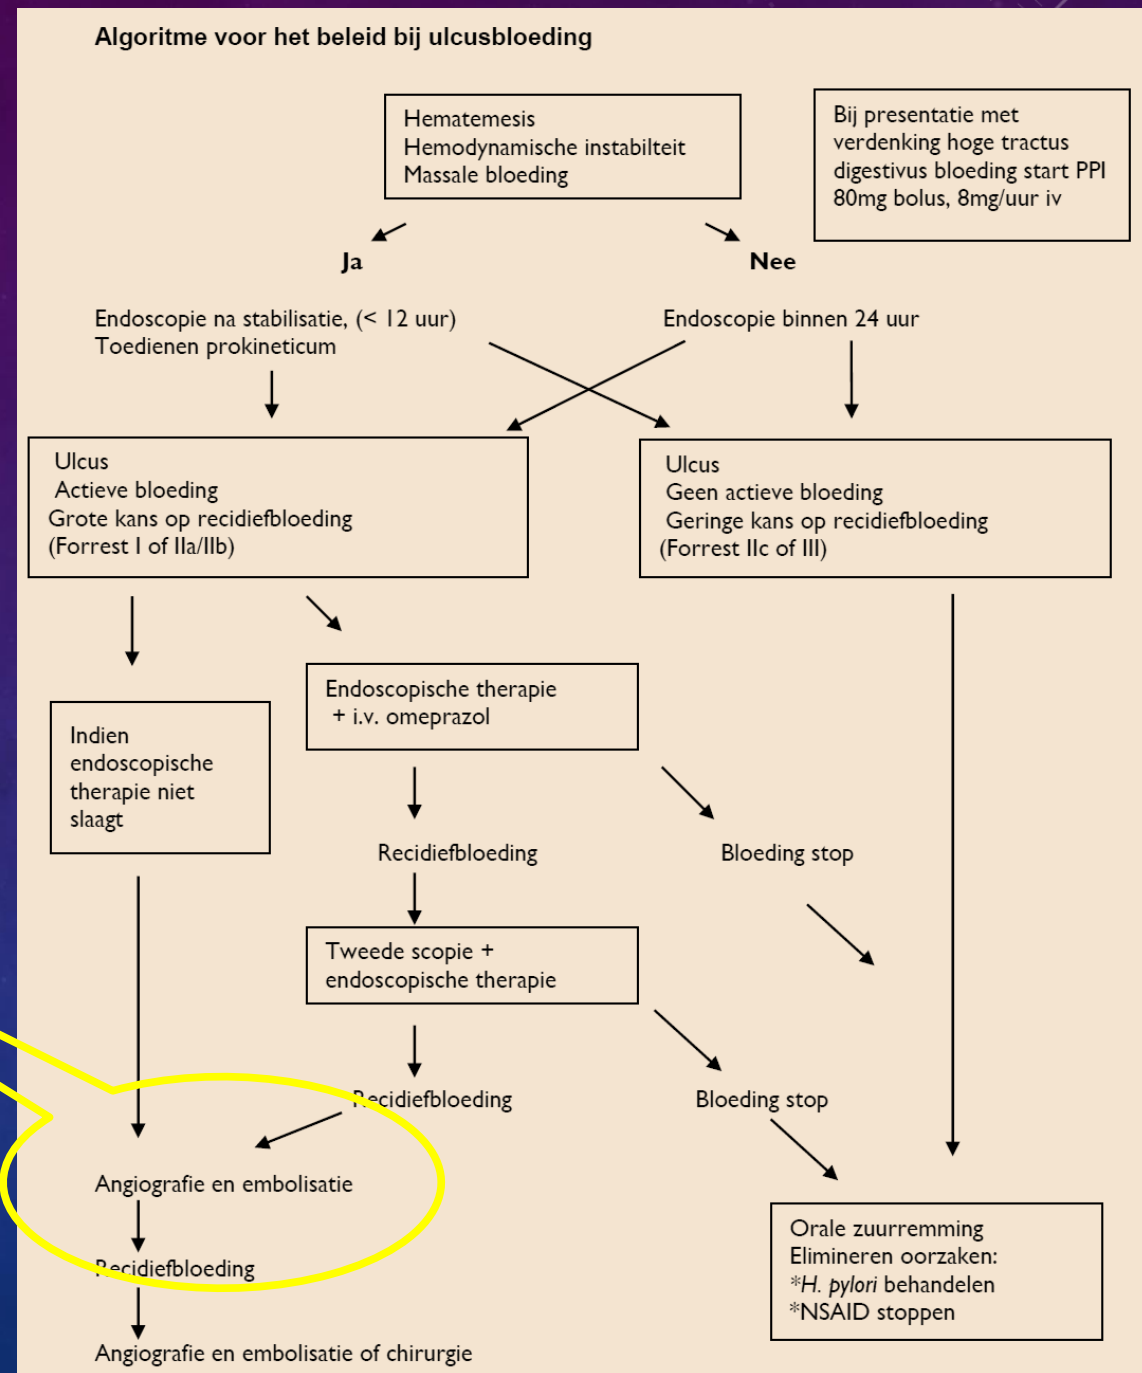 Algoritme voor het beleid bij ulcusbloeding
Hematemesis
Hemodynamische instabilteit
Massale bloeding
Bij presentatie met
verdenking hoge tractus
digestivus bloeding start PPI
80mg bolus, 8mg/uur iv
Ja
Nee
Endoscopie na stabilisatie, (< 12 uur)
Toedienen prokineticum
Endoscopie binnen 24 uur
Ulcus
Actieve bloeding
Grote kans op recidiefbloeding
(Forrest I of IIa/IIb)
Ulcus
Geen actieve bloeding
Geringe kans op recidiefbloeding
(Forrest IIc of III)
Indien
endoscopische
therapie niet
slaagt
Endoscopische therapie
+ i.v. omeprazol
Recidiefbloeding
Bloeding stop
Tweede scopie +
endoscopische therapie
Recidiefbloeding
Bloeding stop
Angiografie en embolisatie
Recidiefbloeding
Angiografie en embolisatie of chirurgie
Orale zuurremming
Elimineren oorzaken:
*H. pylori behandelen
*NSAID stoppen